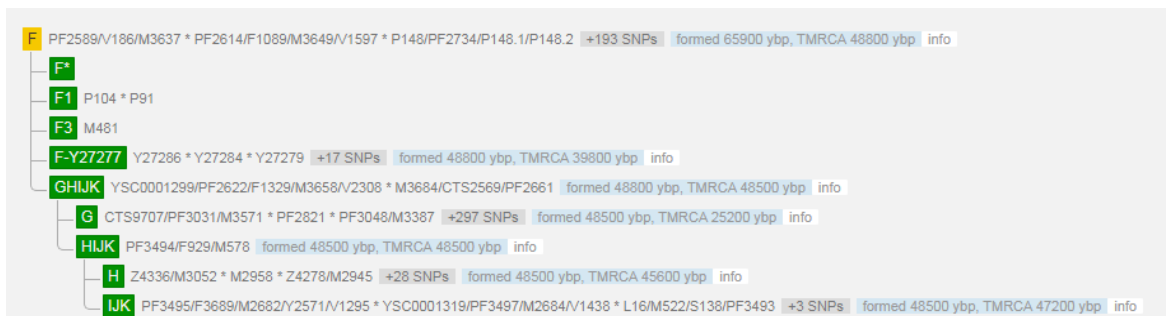 F PF2589/V186/M3637 * PF2614/F1089/M3649/V1597 * P148/PF2734/P148.1/P148.2 +193 SNPs formed 65900 ybp, TMRCA 48800 ybp info
F*
F1 P104 * P91
F3 M481
F-Y27277 Y27286 * Y27284 * Y27279 +17 SNPs formed 48800 ybp, TMRCA 39800 ybp info
GHIJK YSC0001299/PF2622/F1329/M3658/V2308 * M3684/CTS2569/PF2661 formed 48800 ybp, TMRCA 48500 ybp info
G CTS9707/PF3031/M3571 * PF2821 * PF3048/M3387 +297 SNPs formed 48500 ybp, TMRCA 25200 ybp info
HIJK PF3494/F929/M578 formed 48500 ybp, TMRCA 48500 ybp info
H Z4336/M3052 * M2958 * Z4278/M2945 +28 SNPs formed 48500 ybp, TMRCA 45600 ybp info
IJK PF3495/F3689/M2682/Y2571/V1295 * YSC0001319/PF3497/M2684/V1438 * L16/M522/S138/PF3493 +3 SNPs formed 48500 ybp, TMRCA 47200 ybp info